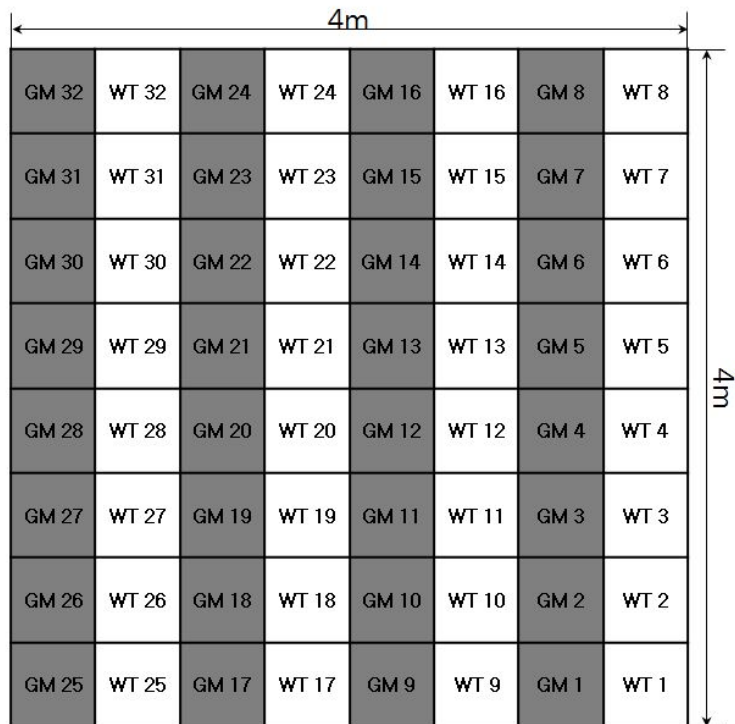 4m
GM 32 WT 32 GM 24 WT 24 GM 16 WT 16 GM 8 WT 8
GM 31 WT 31 GM 23 WT 23 GM 15 WT 15 GM 7 WT 7
GM 30 WT 30 GM 22 WT 22 GM 14 WT 14 GM 6 WT 6
GM 29 WT 29 GM 21 WT 21 GM 13 WT 13 GM 5 WT 5
4m
GM 28 WT 28 GM 20 WT 20 GM 12 WT 12 GM 4 WT 4
GM 27 WT 27 GM 19 WT 19 GM 11 WT 11 GM 3 WT 3
GM 26 WT 26 GM 18 WT 18 GM 10 WT 10 GM 2 WT 2
GM 25 WT 25 GM 17 WT 17 GM 9 WT 9 GM 1 WT 1